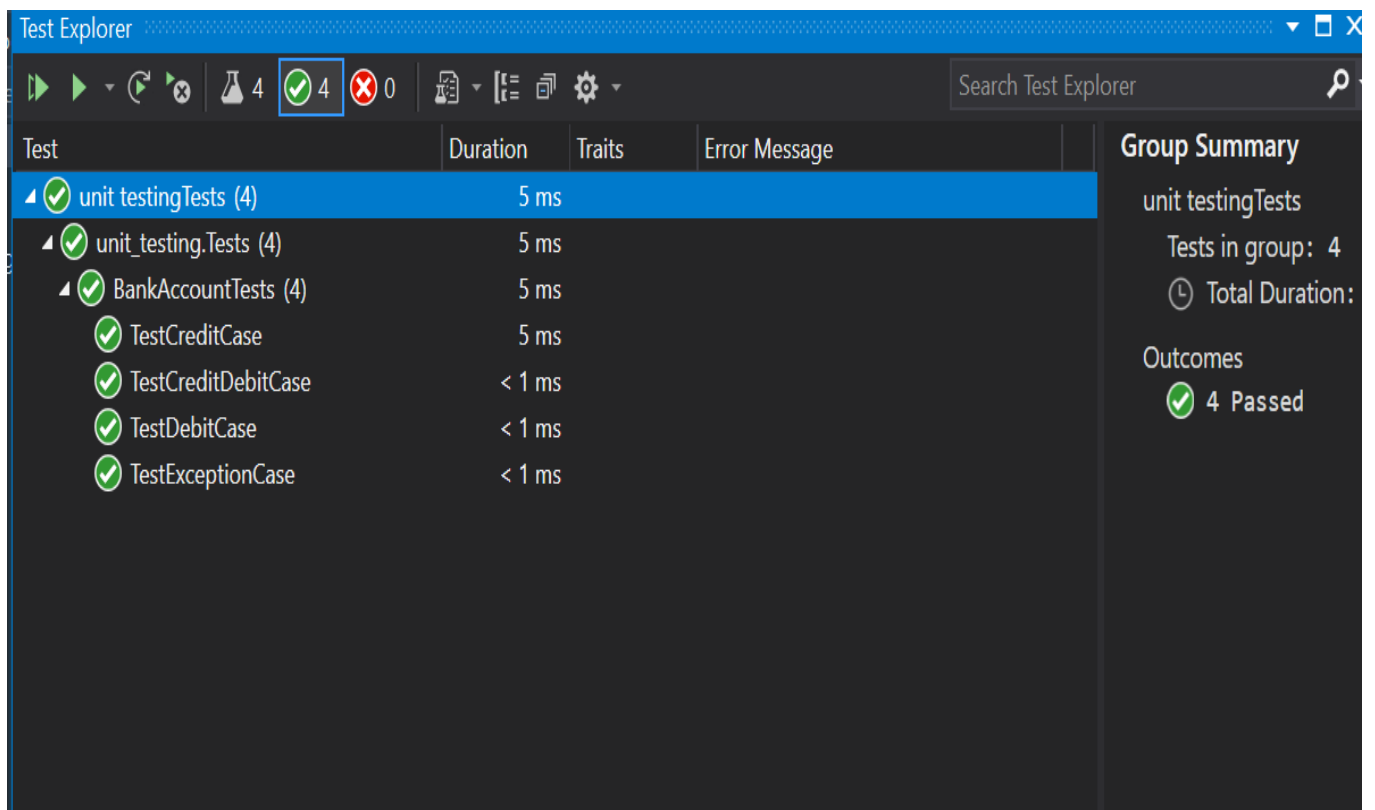 Test Explorer
4 4 0 Search Test Explorer
Test Duration Traits Error Message
unit testingTests (4) 5 ms
unit_testing.Tests (4) 5 ms
BankAccountTests (4) 5 ms
TestCreditCase 5 ms
TestCreditDebitCase < 1 ms
TestDebitCase < 1 ms
TestExceptionCase < 1 ms
Group Summary
unit testingTests
Tests in group: 4
Total Duration:
Outcomes
4 Passed